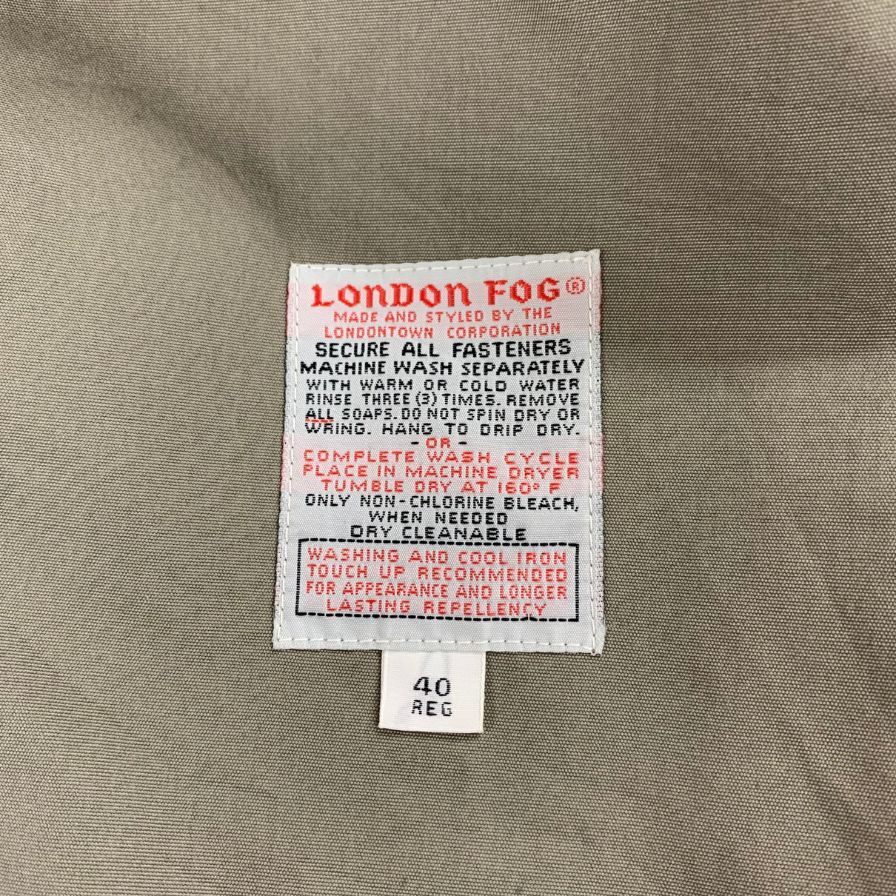 LONDON FOG®
MADE AND STYLED BY THE
LONDONTOWN CORPORATION
SECURE ALL FASTENERS
MACHINE WASH SEPARATELY
WITH WARM OR COLD WATER
RINSE THREE (3) TIMES. REMOVE
ALL SOAPS. DO NOT SPIN DRY OR
WRING. HANG TO DRIP DRY.
- OR -
COMPLETE WASH CYCLE
PLACE IN MACHINE DRYER
TUMBLE DRY AT 160° F
ONLY NON-CHLORINE BLEACH,
WHEN NEEDED
DRY CLEANABLE
WASHING AND COOL IRON
TOUCH UP RECOMMENDED
FOR APPEARANCE AND LONGER
LASTING REPELLENCY
40
REG